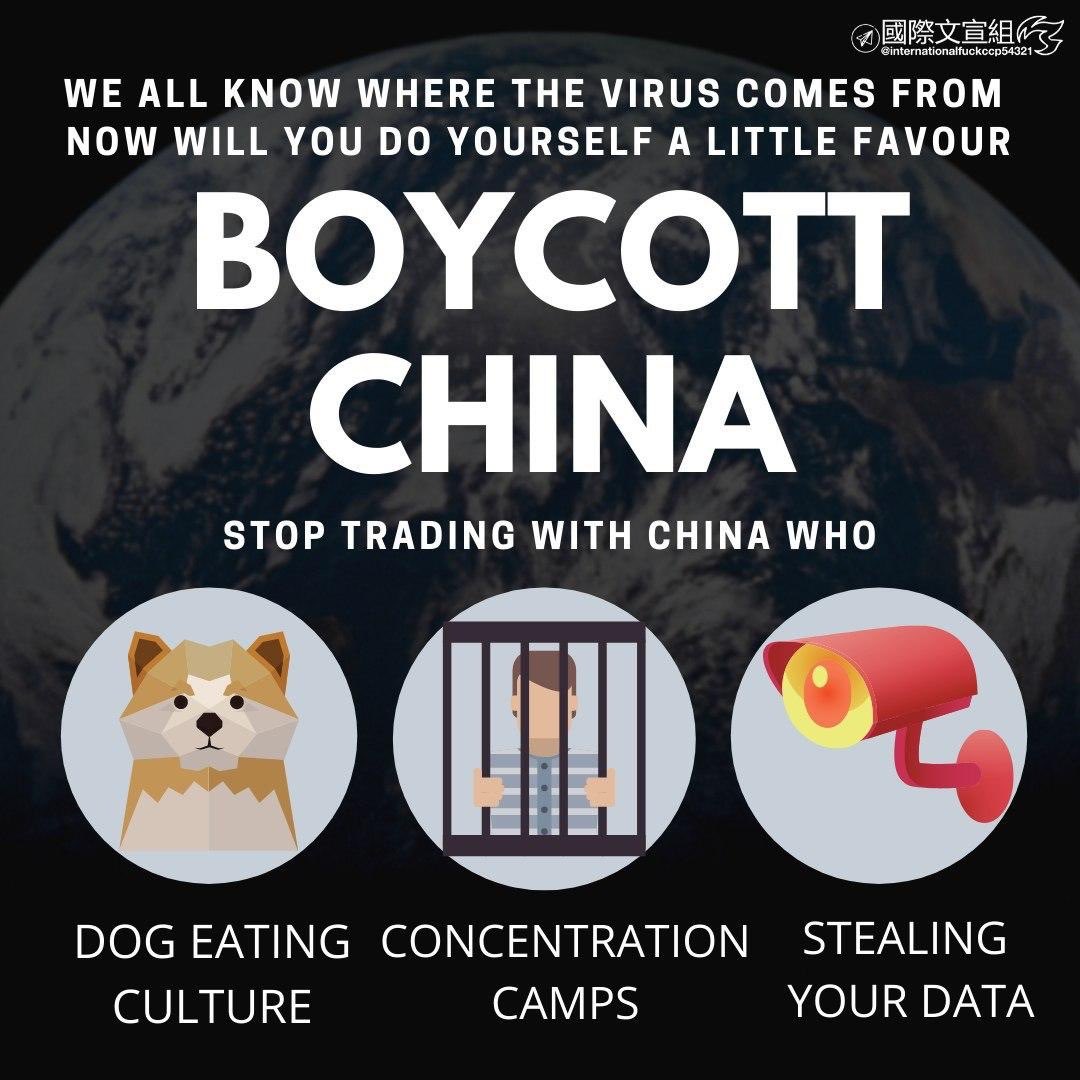 國際文宣組
@internationalfuckccp54321
WE ALL KNOW WHERE THE VIRUS COMES FROM
NOW WILL YOU DO YOURSELF A LITTLE FAVOUR
BOYCOTT
CHINA
STOP TRADING WITH CHINA WHO
DOG EATING
CULTURE
CONCENTRATION
CAMPS
STEALING
YOUR DATA